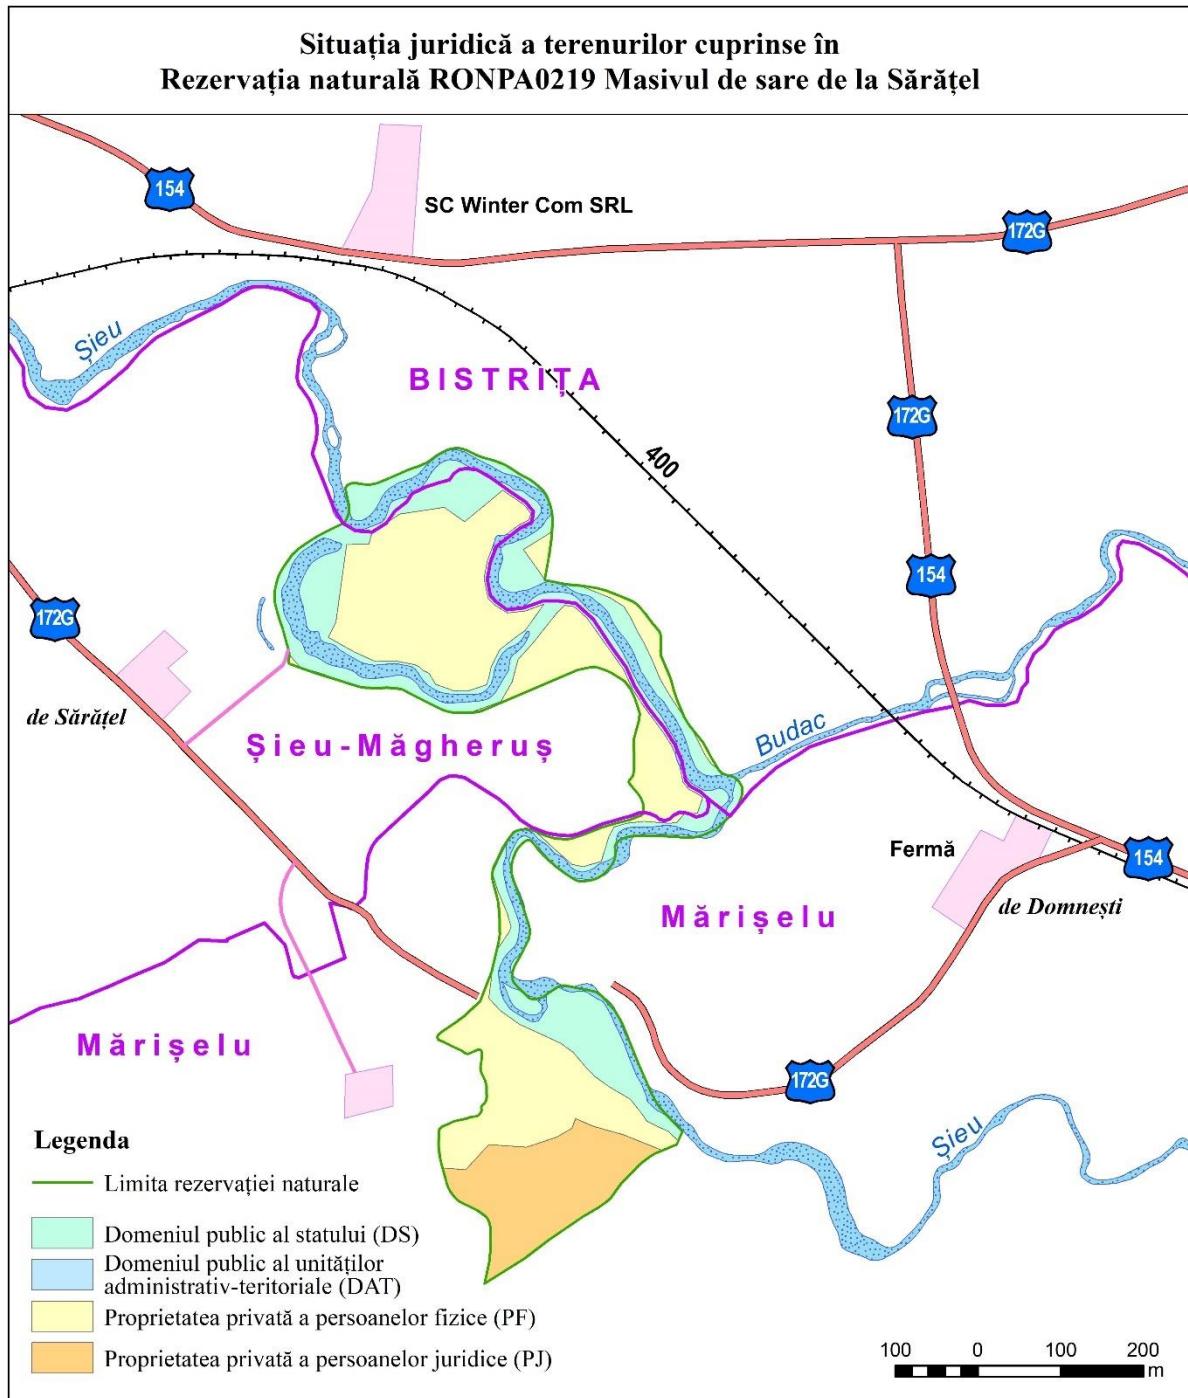 Situația juridică a terenurilor cuprinse în
Rezervația naturală RONPA0219 Masivul de sare de la Sărățel
154
SC Winter Com SRL
172G
Șieu
BISTRIȚA
172G
400
154
172G
de Sărățel
Budac
Șieu-Măgheruș
Fermă
154
de Domnești
Mărișelu
Mărișelu
172G
Șieu
Legenda
Limita rezervației naturale
Domeniul public al statului (DS)
Domeniul public al unităților
administrativ-teritoriale (DAT)
Proprietatea privată a persoanelor fizice (PF)
Proprietatea privată a persoanelor juridice (PJ)
100 0 100 200
m